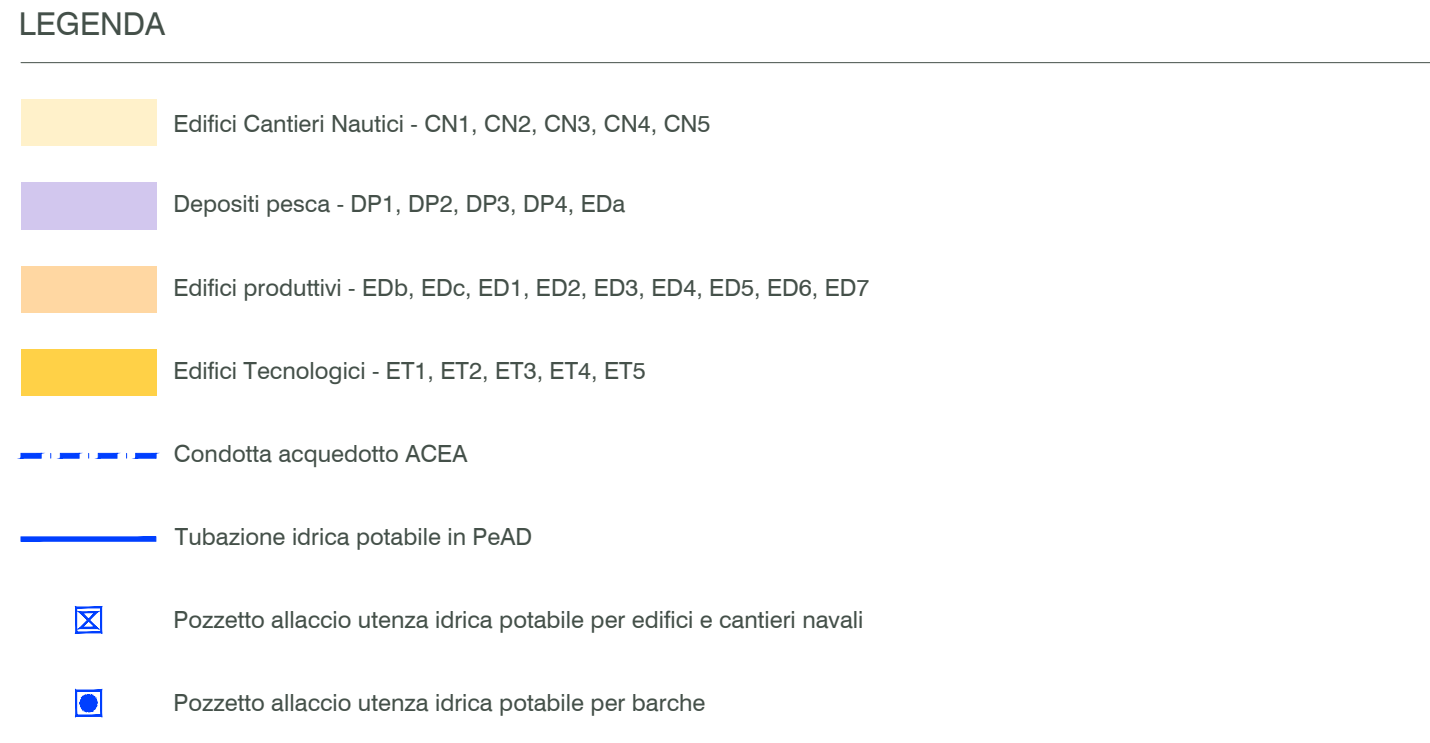 LEGENDA
Edifici Cantieri Nautici - CN1, CN2, CN3, CN4, CN5
Depositi pesca - DP1, DP2, DP3, DP4, EDa
Edifici produttivi - EDb, EDc, ED1, ED2, ED3, ED4, ED5, ED6, ED7
Edifici Tecnologici - ET1, ET2, ET3, ET4, ET5
Condotta acquedotto ACEA
Tubazione idrica potabile in PeAD
Pozzetto allaccio utenza idrica potabile per edifici e cantieri navali
Pozzetto allaccio utenza idrica potabile per barche